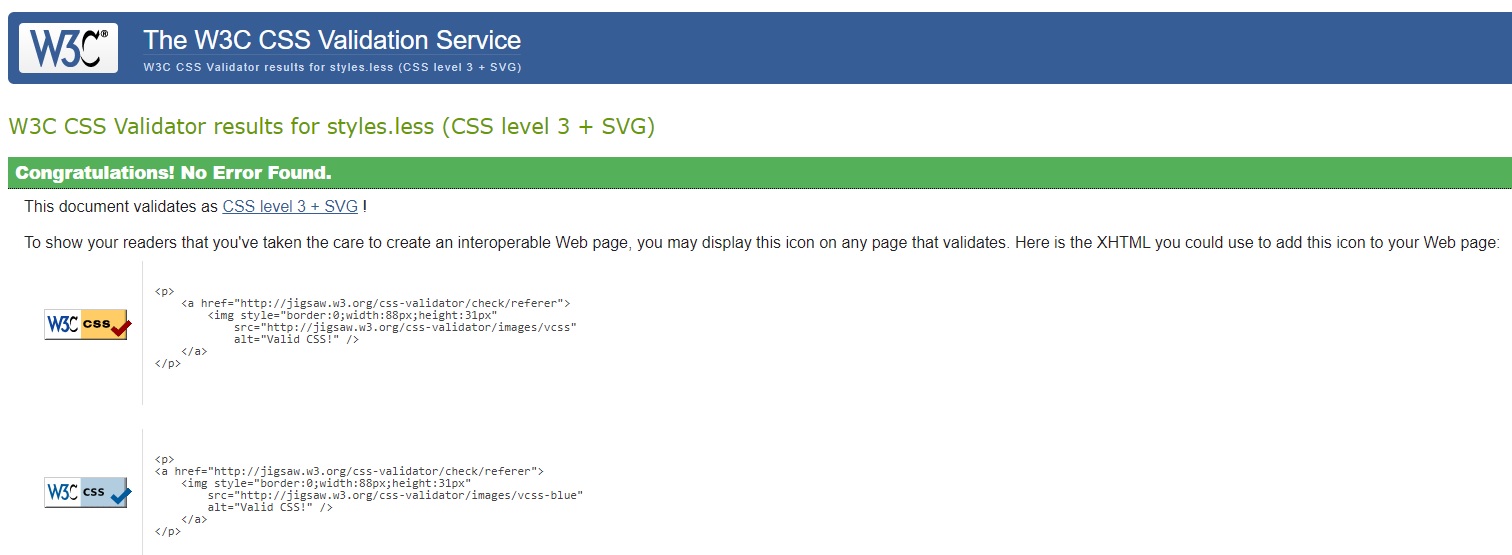 W3C®
The W3C CSS Validation Service
W3C CSS Validator results for styles.less (CSS level 3 + SVG)
W3C CSS Validator results for styles.less (CSS level 3 + SVG)
Congratulations! No Error Found.
This document validates as CSS level 3 + SVG !
To show your readers that you've taken the care to create an interoperable Web page, you may display this icon on any page that validates. Here is the XHTML you could use to add this icon to your Web page:
W3C css
<p>
    <a href="http://jigsaw.w3.org/css-validator/check/referer">
        <img style="border:0;width:88px;height:31px"
            src="http://jigsaw.w3.org/css-validator/images/vcss"
            alt="Valid CSS!" />
    </a>
</p>
W3C css
<p>
<a href="http://jigsaw.w3.org/css-validator/check/referer">
    <img style="border:0;width:88px;height:31px"
        src="http://jigsaw.w3.org/css-validator/images/vcss-blue"
        alt="Valid CSS!" />
    </a>
</p>